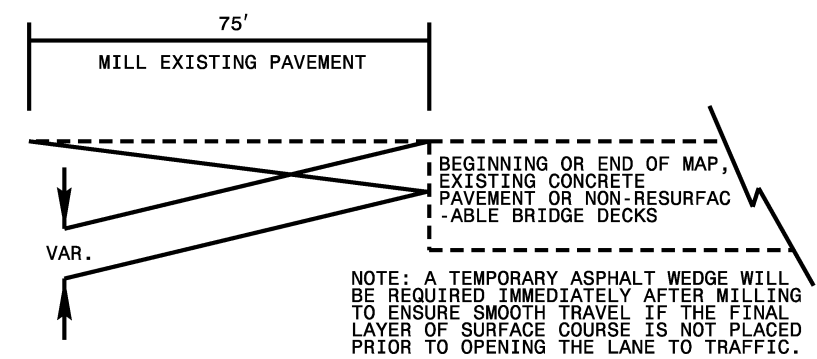 75'
MILL EXISTING PAVEMENT
BEGINNING OR END OF MAP,
EXISTING CONCRETE
PAVEMENT OR NON-RESURFAC
-ABLE BRIDGE DECKS
VAR.
NOTE: A TEMPORARY ASPHALT WEDGE WILL
BE REQUIRED IMMEDIATELY AFTER MILLING
TO ENSURE SMOOTH TRAVEL IF THE FINAL
LAYER OF SURFACE COURSE IS NOT PLACED
PRIOR TO OPENING THE LANE TO TRAFFIC.